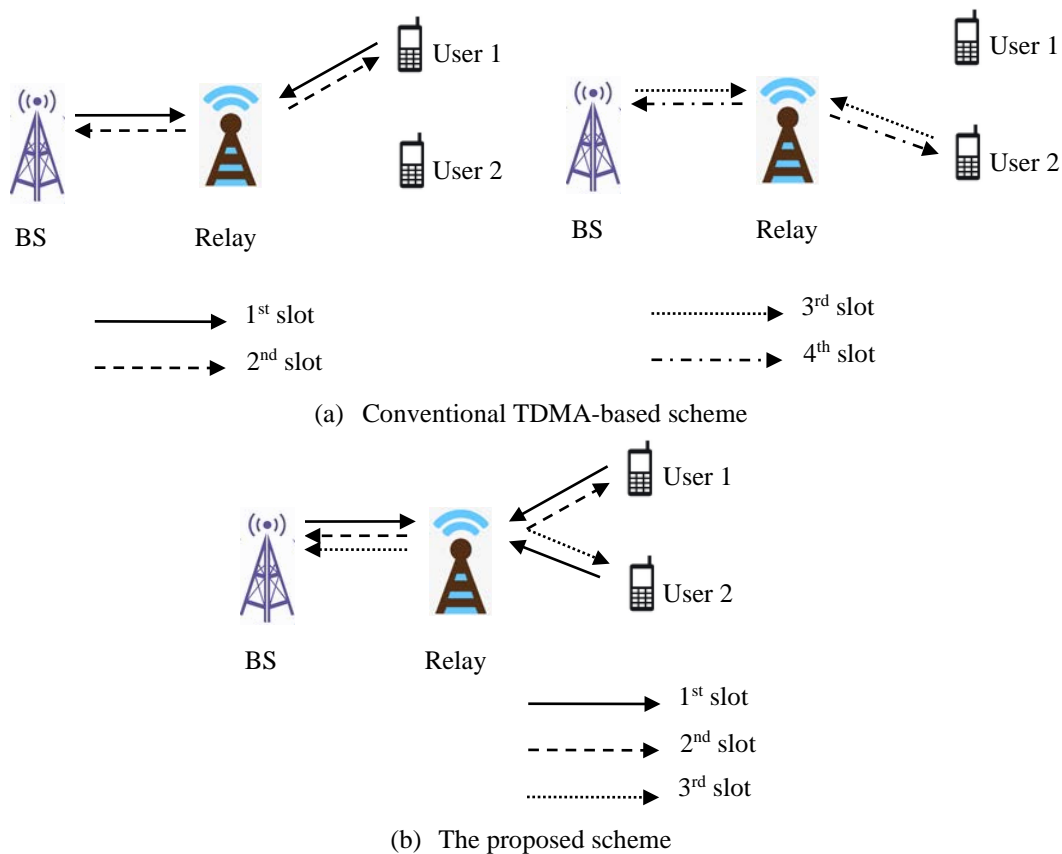 User 1
User 2
BS
Relay
1st slot
2nd slot
User 1
User 2
BS
Relay
3rd slot
4th slot
(a) Conventional TDMA-based scheme
User 1
User 2
BS
Relay
1st slot
2nd slot
3rd slot
(b) The proposed scheme